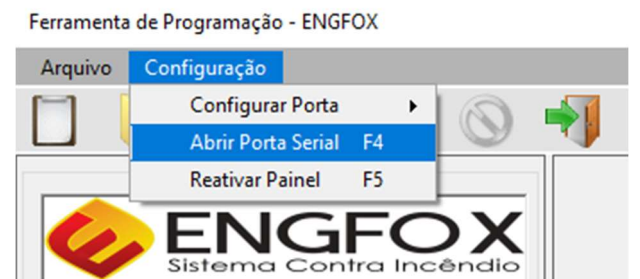 Ferramenta de Programação - ENGFOX
Arquivo Configuração
Configurar Porta
Abrir Porta Serial F4
Reativar Painel F5
ENGFOX
Sistema Contra Incêndio